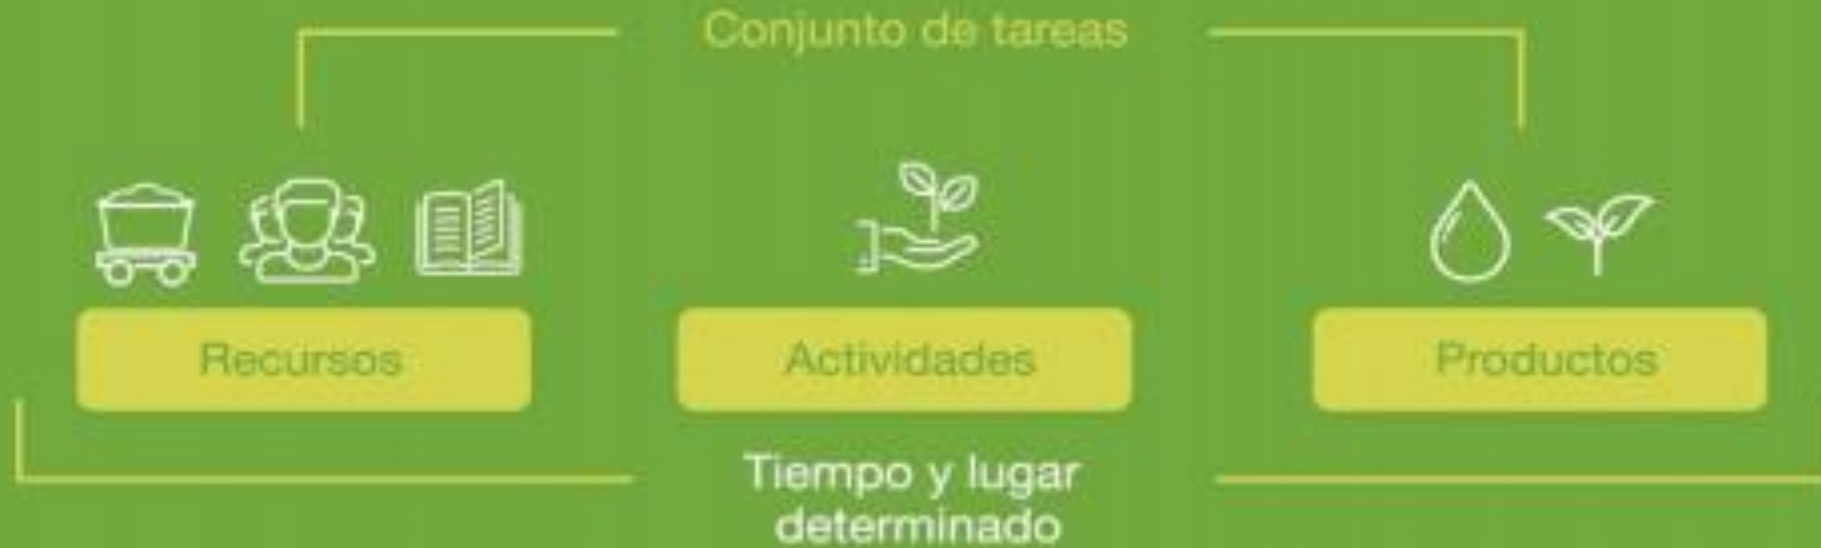 Conjunto de tareas
Recursos
Actividades
Productos
Tiempo y lugar
determinado